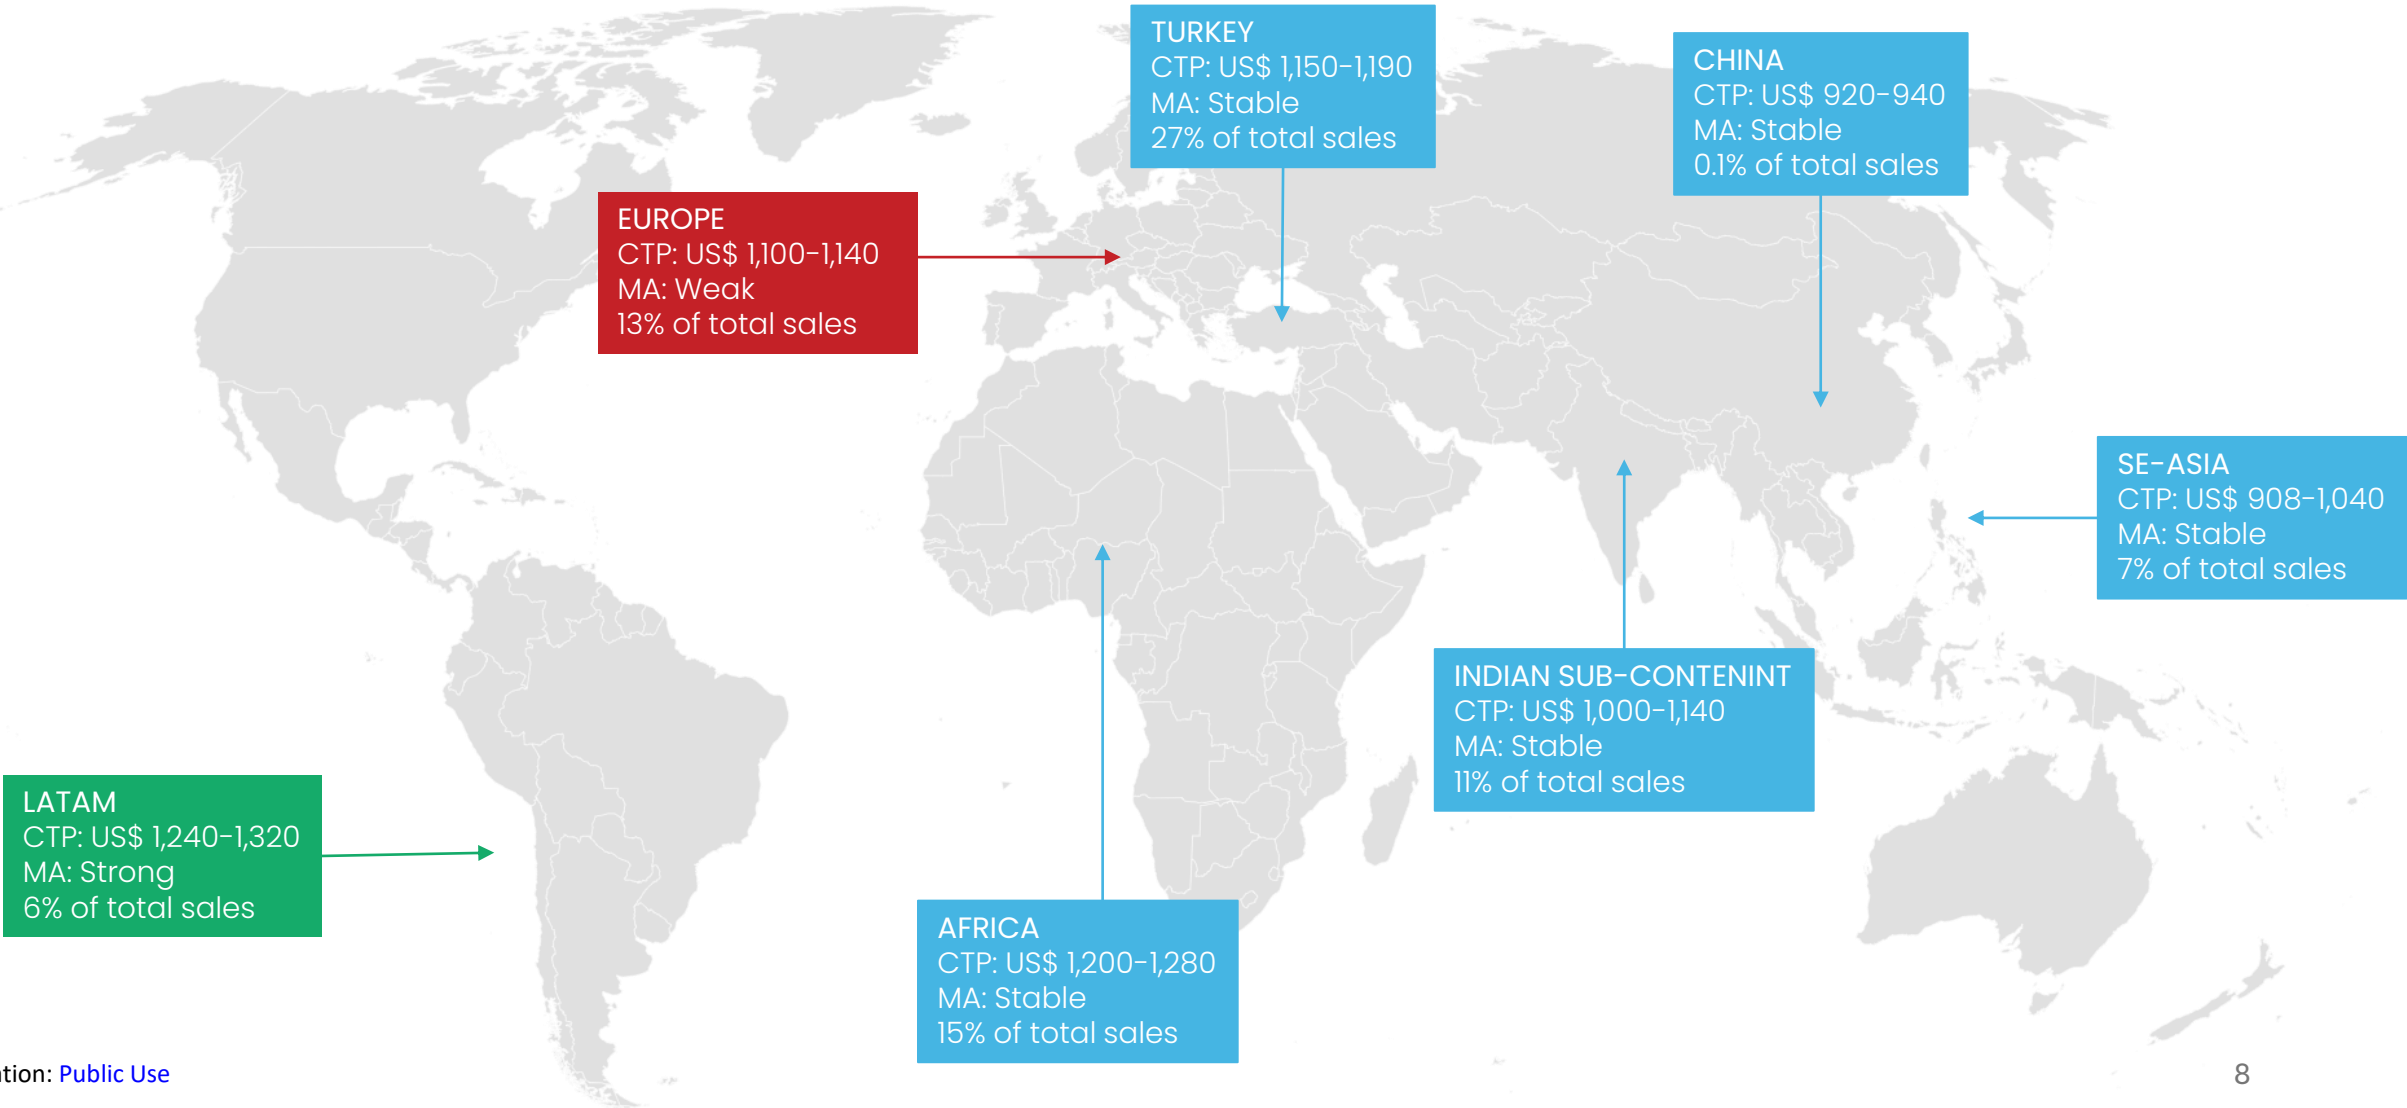 TURKEY
CTP: US$ 1,150-1,190
MA: Stable
27% of total sales
CHINA
CTP: US$ 920-940
MA: Stable
0.1% of total sales
EUROPE
CTP: US$ 1,100-1,140
MA: Weak
13% of total sales
SE-ASIA
CTP: US$ 908-1,040
MA: Stable
7% of total sales
INDIAN SUB-CONTENINT
CTP: US$ 1,000-1,140
MA: Stable
11% of total sales
LATAM
CTP: US$ 1,240-1,320
MA: Strong
6% of total sales
AFRICA
CTP: US$ 1,200-1,280
MA: Stable
15% of total sales
ation: Public Use
8